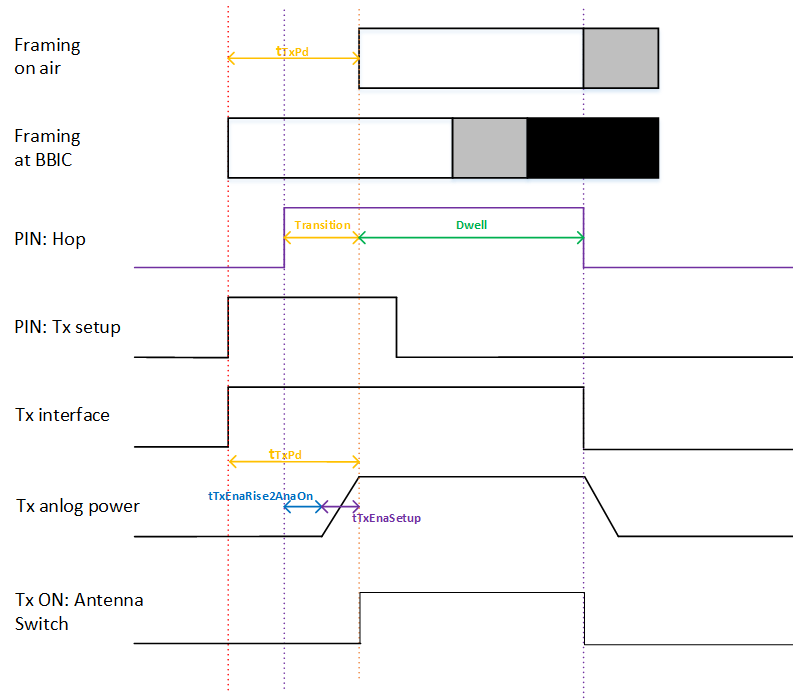 Framing
on air
tTxPd
Framing
at BBIC
PIN: Hop
Transition
Dwell
PIN: Tx setup
Tx interface
tTxPd
tTxEnaRise2AnaOn
Tx anlog power
tTxEnaSetup
Tx ON: Antenna
Switch